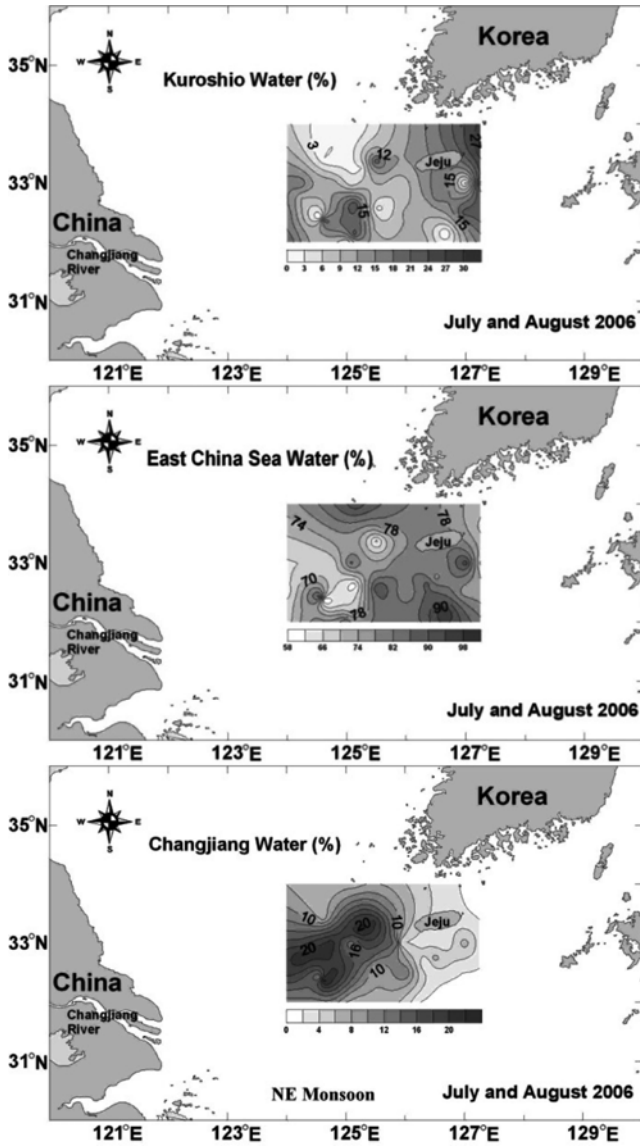 N
W E
S
35°N
Korea
Kuroshio Water (%)
3
12
27
Jeju
15
33°N
15
15
China
Changjiang
River
0 3 6 9 12 15 18 21 24 27 30
31°N
July and August 2006
121°E 123°E 125°E 127°E 129°E
N
W E
S
35°N
Korea
East China Sea Water (%)
74
78
78
Jeju
33°N
70
78
90
China
Changjiang
River
58 66 74 82 90 98
31°N
July and August 2006
121°E 123°E 125°E 127°E 129°E
N
W E
S
35°N
Korea
Changjiang Water (%)
10
20
10
Jeju
33°N
20
16
10
China
Changjiang
River
0 4 8 12 16 20
31°N
NE Monsoon
July and August 2006
121°E 123°E 125°E 127°E 129°E